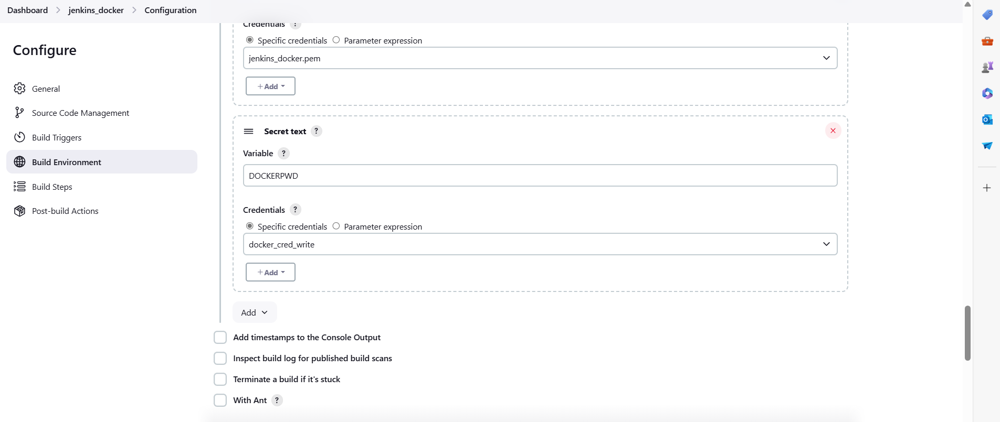 Dashboard > jenkins_docker > Configuration
Configure
General
Source Code Management
Build Triggers
Build Environment
Build Steps
Post-build Actions
Credentials ?
Specific credentials Parameter expression
jenkins_docker.pem
+ Add
Secret text ?
Variable ?
DOCKERPWD
Credentials ?
Specific credentials Parameter expression
docker_cred_write
+ Add
Add
Add timestamps to the Console Output
Inspect build log for published build scans
Terminate a build if it's stuck
With Ant ?